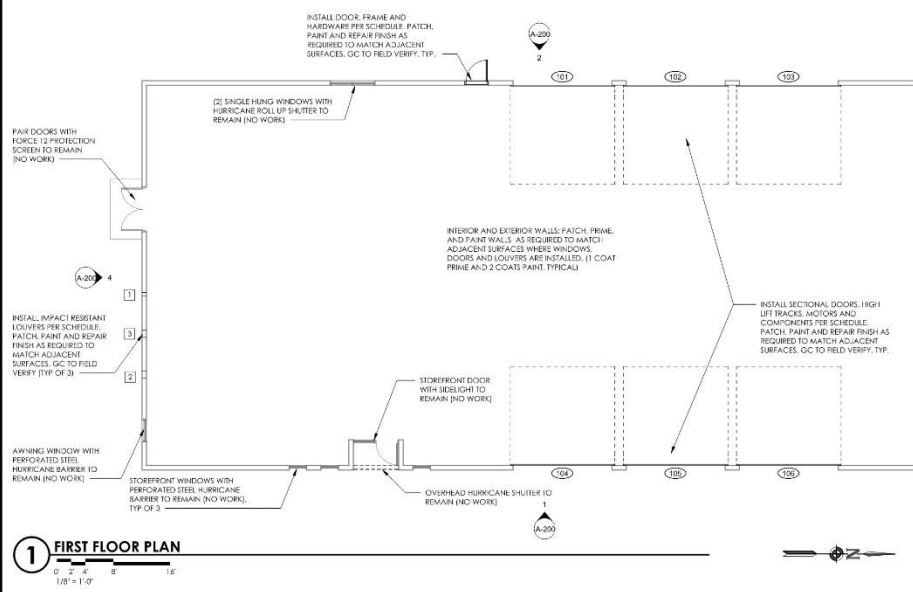 INSTALL DOOR, FRAME AND
HARDWARE PER SCHEDULE. PATCH,
PAINT AND REPAIR FINISH AS
REQUIRED TO MATCH ADJACENT
SURFACES. GC TO FIELD VERIFY. TYP.
A-200
2
101
102
103
(2) SINGLE HUNG WINDOWS WITH
HURRICANE ROLL UP SHUTTER TO
REMAIN (NO WORK)
PAIR DOORS WITH
FORCE 12 PROTECTION
SCREEN TO REMAIN
(NO WORK)
INTERIOR AND EXTERIOR WALLS: PATCH, PRIME,
AND PAINT WALLS AS REQUIRED TO MATCH
ADJACENT SURFACES WHERE WINDOWS,
DOORS AND LOUVERS ARE INSTALLED. (1 COAT
PRIME AND 2 COATS PAINT, TYPICAL)
A-200
4
1
3
2
INSTALL IMPACT RESISTANT
LOUVERS PER SCHEDULE.
PATCH, PAINT AND REPAIR
FINISH AS REQUIRED TO
MATCH ADJACENT
SURFACES. GC TO FIELD
VERIFY (TYP OF 3)
INSTALL SECTIONAL DOORS, HIGH
LIFT TRACKS, MOTORS AND
COMPONENTS PER SCHEDULE.
PATCH, PAINT AND REPAIR FINISH AS
REQUIRED TO MATCH ADJACENT
SURFACES. GC TO FIELD VERIFY. TYP.
STOREFRONT DOOR
WITH SIDELIGHT TO
REMAIN (NO WORK)
AWNING WINDOW WITH
PERFORATED STEEL
HURRICANE BARRIER TO
REMAIN (NO WORK)
STOREFRONT WINDOWS WITH
PERFORATED STEEL HURRICANE
BARRIER TO REMAIN (NO WORK),
TYP OF 3
OVERHEAD HURRICANE SHUTTER TO
REMAIN (NO WORK)
104
105
106
1
A-200
1 FIRST FLOOR PLAN
0' 2' 4' 8' 16'
1/8" = 1'-0"
N